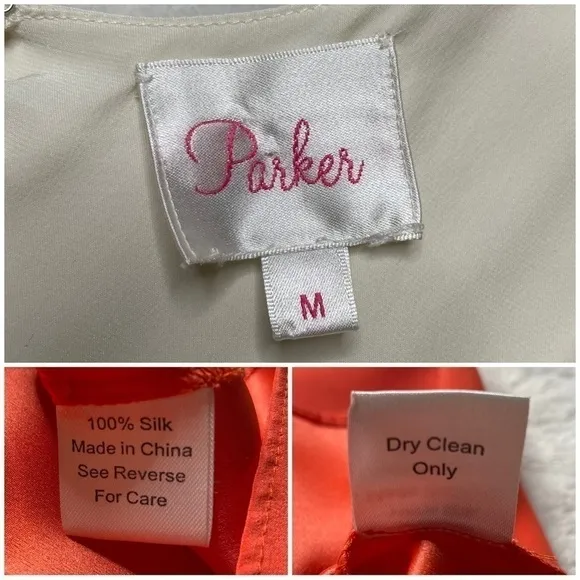 Parker
M
100% Silk
Made in China
See Reverse
For Care
Dry Clean
Only